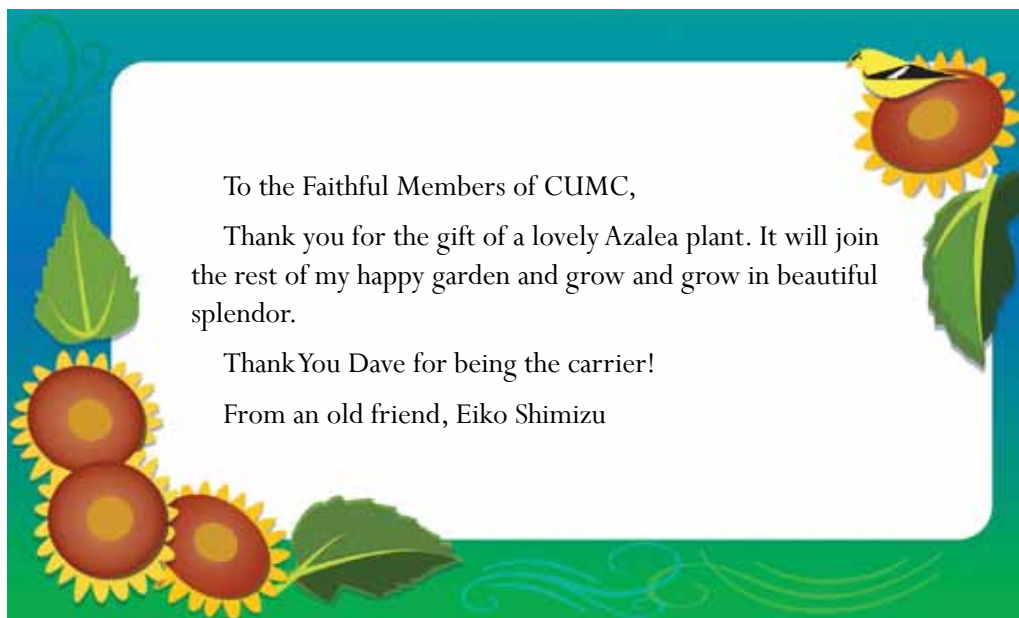 To the Faithful Members of CUMC,
Thank you for the gift of a lovely Azalea plant. It will join
the rest of my happy garden and grow and grow in beautiful
splendor.
Thank You Dave for being the carrier!
From an old friend, Eiko Shimizu